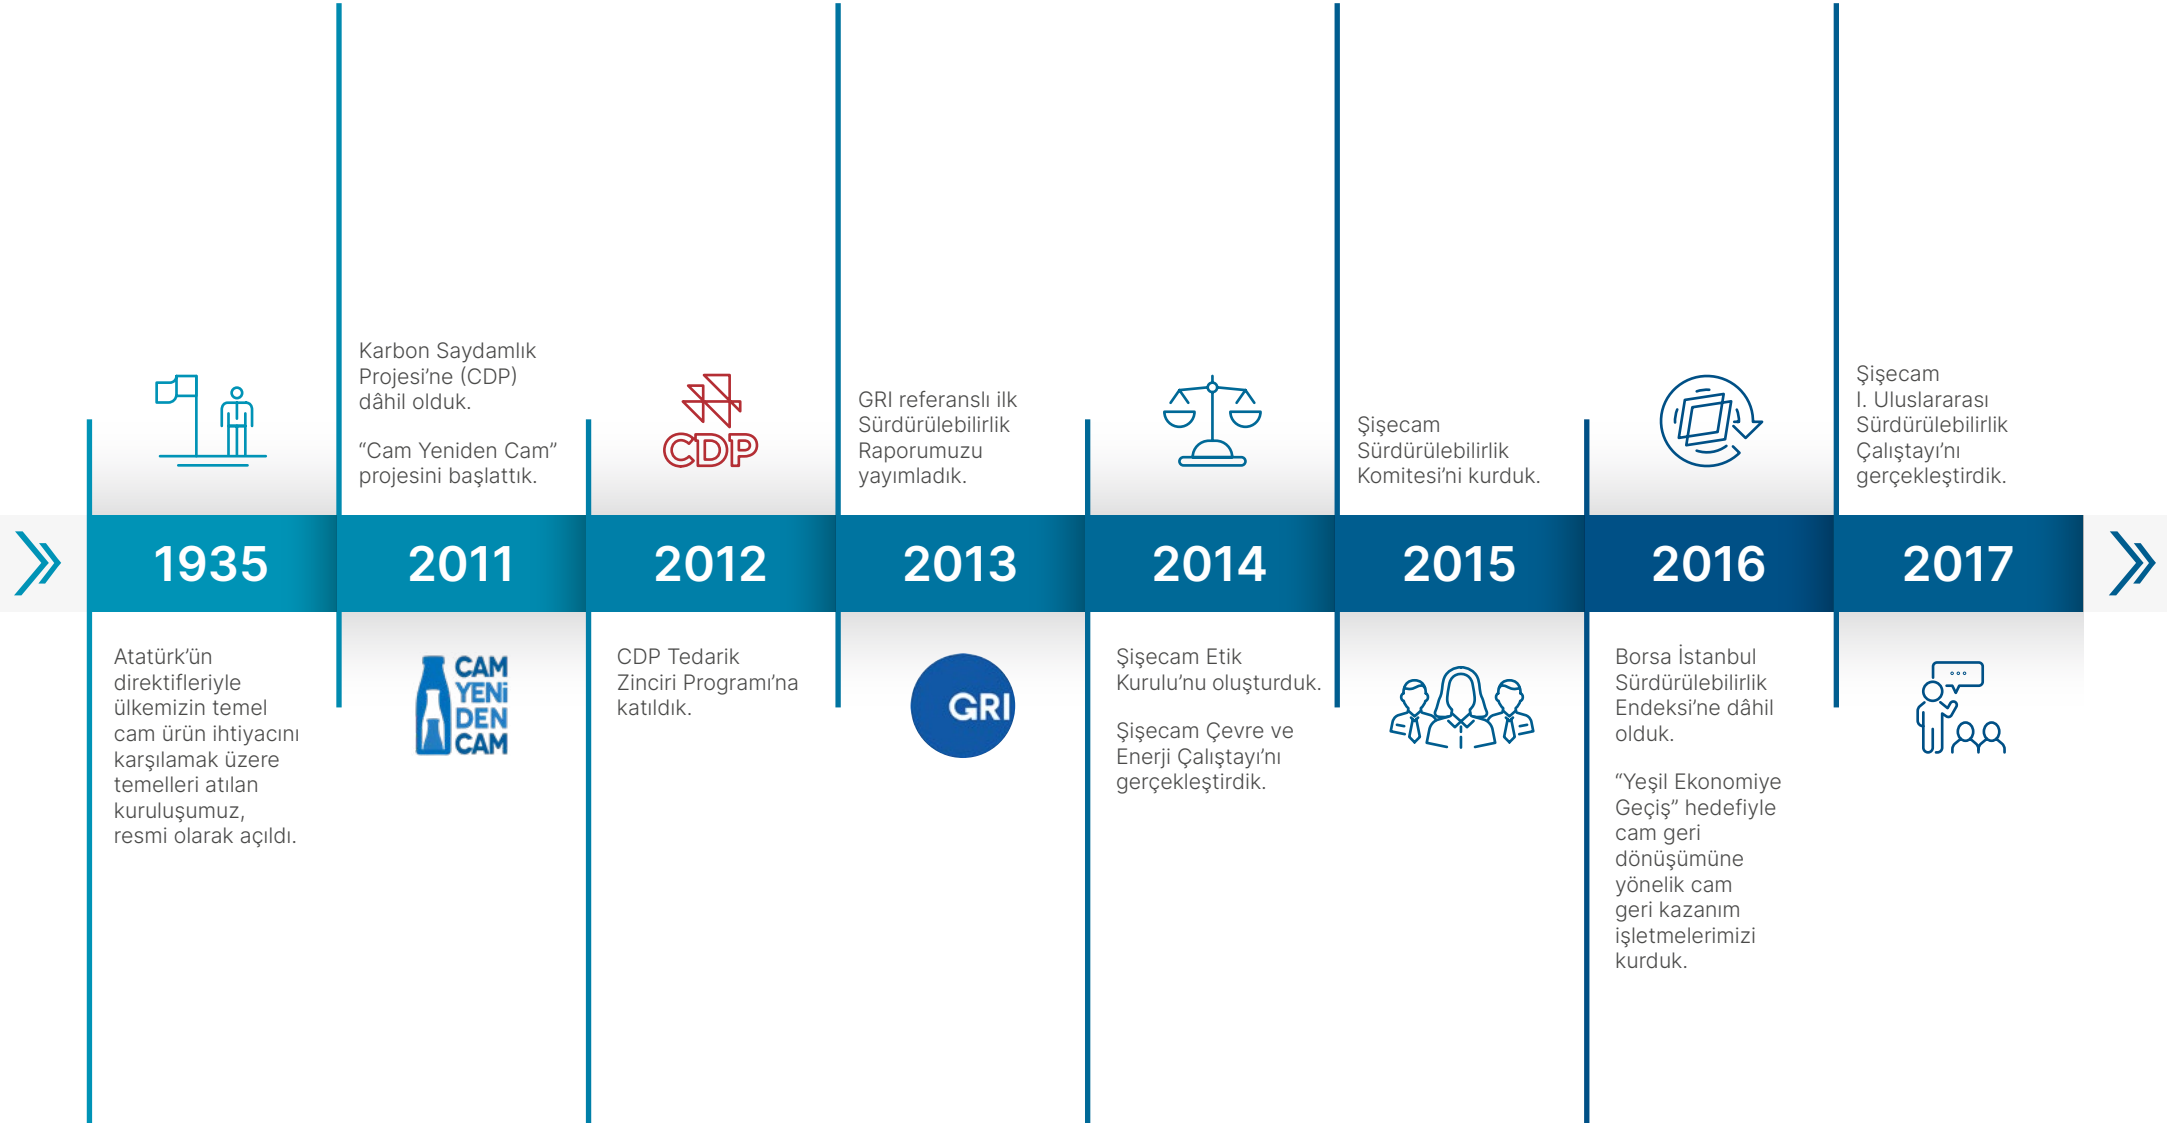 1935
Atatürk’ün
direktifleriyle
ülkemizin temel
cam ürün ihtiyacını
karşılamak üzere
temelleri atılan
kuruluşumuz,
resmi olarak açıldı.
Karbon Saydamlık
Projesi’ne (CDP)
dâhil olduk.
“Cam Yeniden Cam”
projesini başlattık.
2011
CAM
YENİ
DEN
CAM
CDP
2012
CDP Tedarik
Zinciri Programı’na
katıldık.
GRI referanslı ilk
Sürdürülebilirlik
Raporumuzu
yayımladık.
2013
GRI
2014
Şişecam Etik
Kurulu’nu oluşturduk.
Şişecam Çevre ve
Enerji Çalıştayı’nı
gerçekleştirdik.
Şişecam
Sürdürülebilirlik
Komitesi’ni kurduk.
2015
2016
Borsa İstanbul
Sürdürülebilirlik
Endeksi’ne dâhil
olduk.
“Yeşil Ekonomiye
Geçiş” hedefiyle
cam geri
dönüşümüne
yönelik cam
geri kazanım
işletmelerimizi
kurduk.
Şişecam
I. Uluslararası
Sürdürülebilirlik
Çalıştayı’nı
gerçekleştirdik.
2017